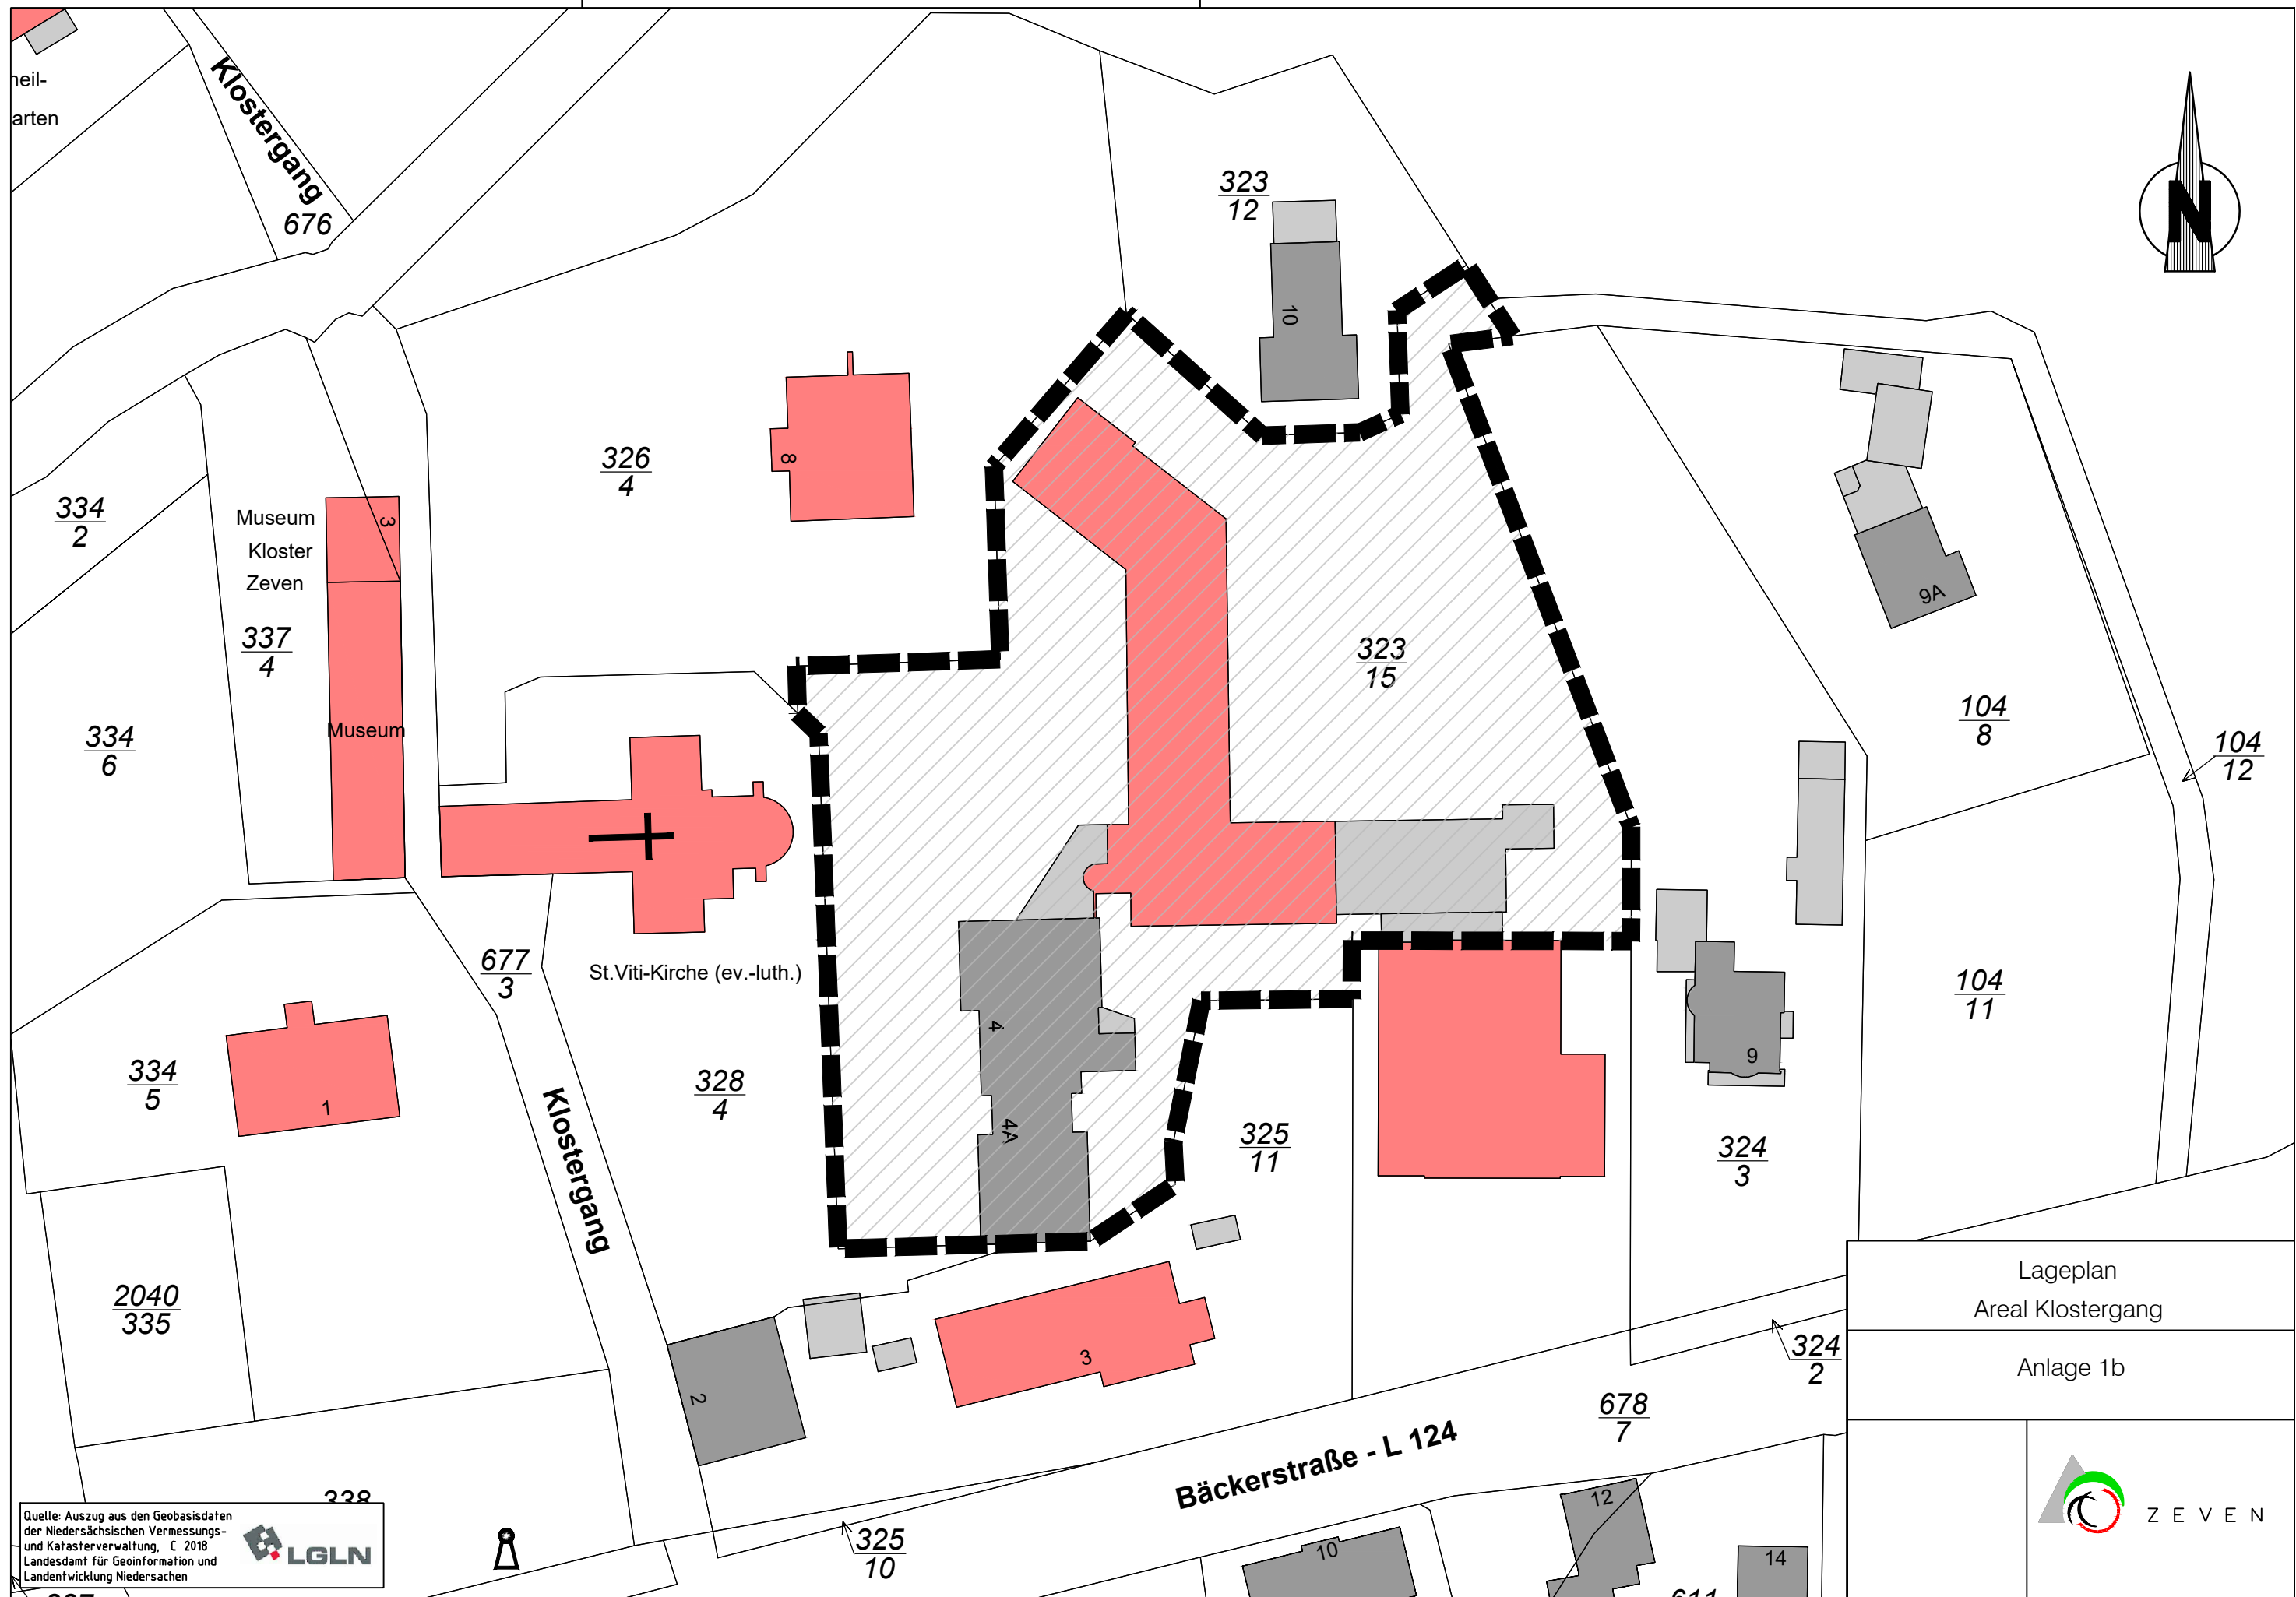 heil-
arten
Klostergang
676
323
12
N
10
326
4
8
334
2
Museum
Kloster
Zeven
3
337
4
Museum
323
15
9A
334
6
104
8
104
12
677
3
St.Viti-Kirche (ev.-luth.)
4
4A
9
104
11
334
5
1
328
4
Klostergang
325
11
324
3
2040
335
Lageplan
Areal Klostergang
Anlage 1b
3
2
324
2
678
7
Bäckerstraße - L 124
338
325
10
10
12
14
611
Quelle: Auszug aus den Geobasisdaten
der Niedersächsischen Vermessungs-
und Katasterverwaltung, C 2018
Landesdamt für Geoinformation und
Landentwicklung Niedersachen
LGLN
ZEVEN